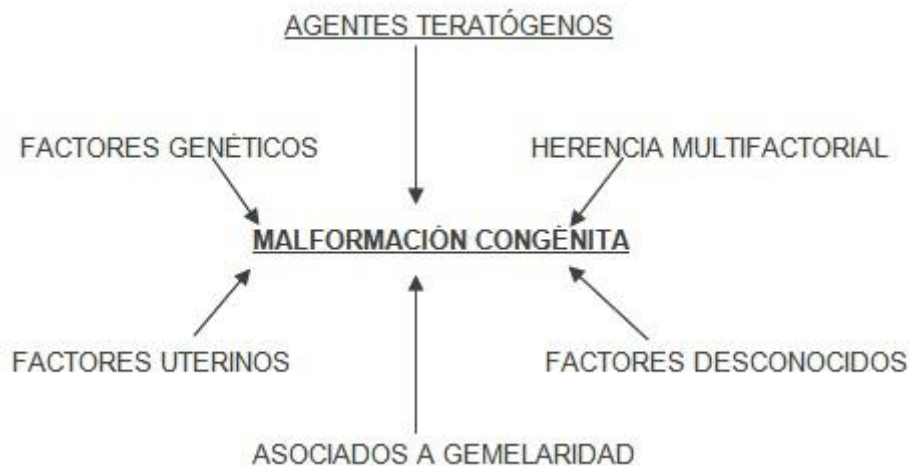 AGENTES TERATÓGENOS
FACTORES GENÉTICOS
HERENCIA MULTIFACTORIAL
MALFORMACIÓN CONGÉNITA
FACTORES UTERINOS
FACTORES DESCONOCIDOS
ASOCIADOS A GEMELARIDAD